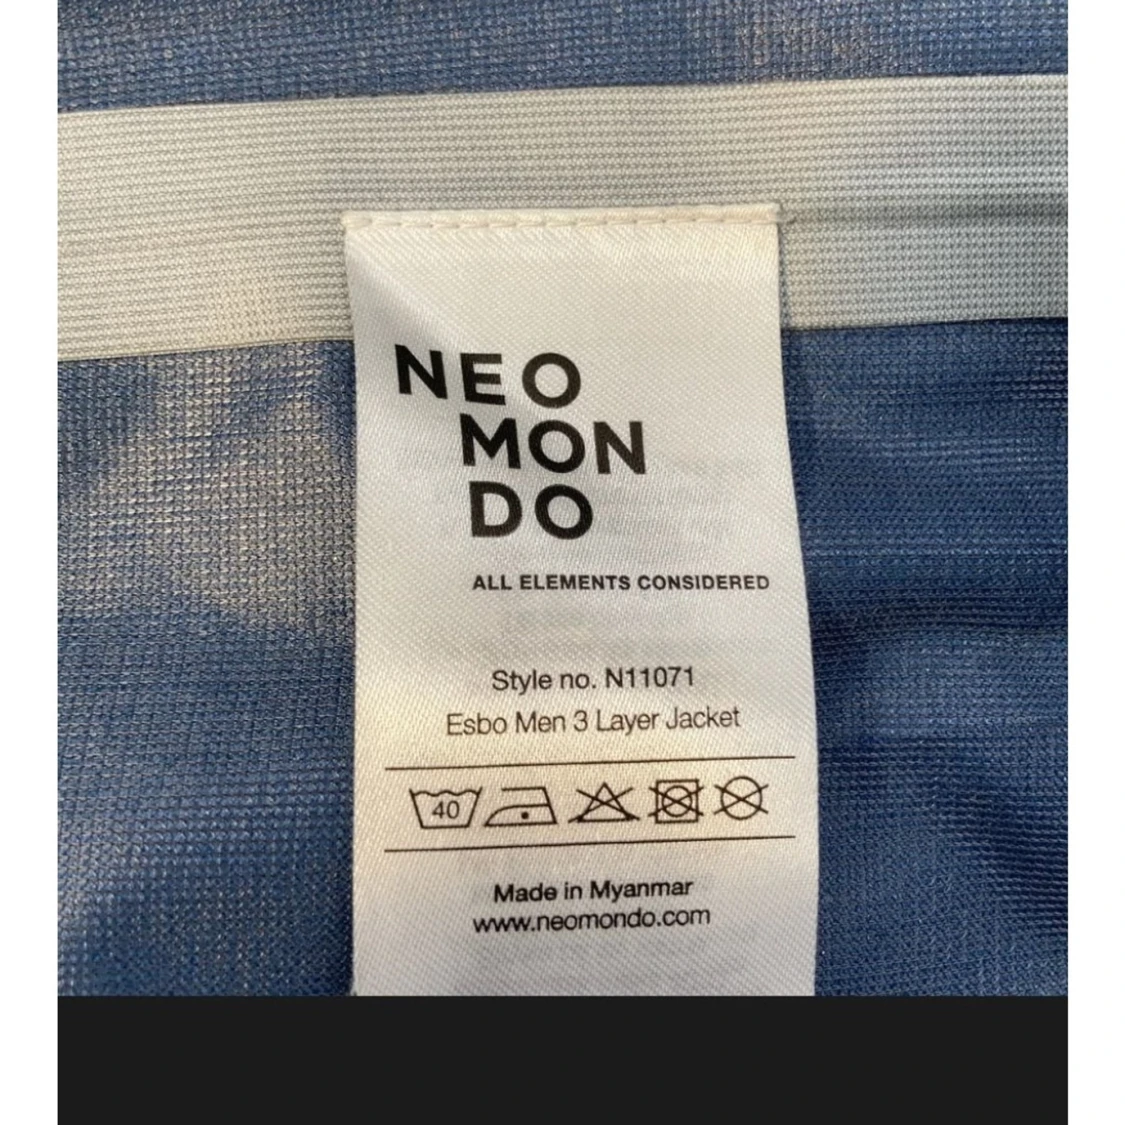 NEO
MON
DO
ALL ELEMENTS CONSIDERED
Style no. N11071
Esbo Men 3 Layer Jacket
40
Made in Myanmar
www.neomondo.com